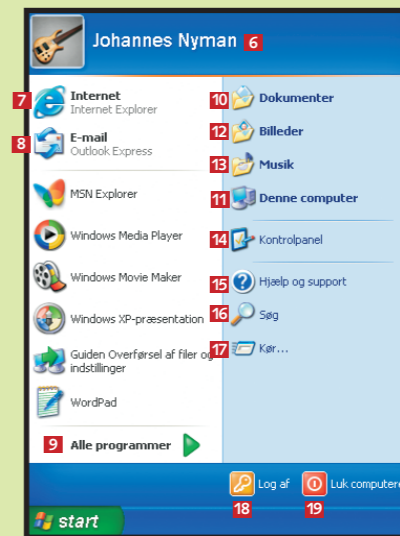 Johannes Nyman 6
7 Internet
Internet Explorer
8 E-mail
Outlook Express
MSN Explorer
Windows Media Player
Windows Movie Maker
Windows XP-præsentation
Guiden Overførsel af filer og
indstillinger
WordPad
9 Alle programmer
10 Dokumenter
12 Billeder
13 Musik
11 Denne computer
14 Kontrolpanel
15 Hjælp og support
16 Søg
17 Kør...
Log af
18
Luk computere
19
start